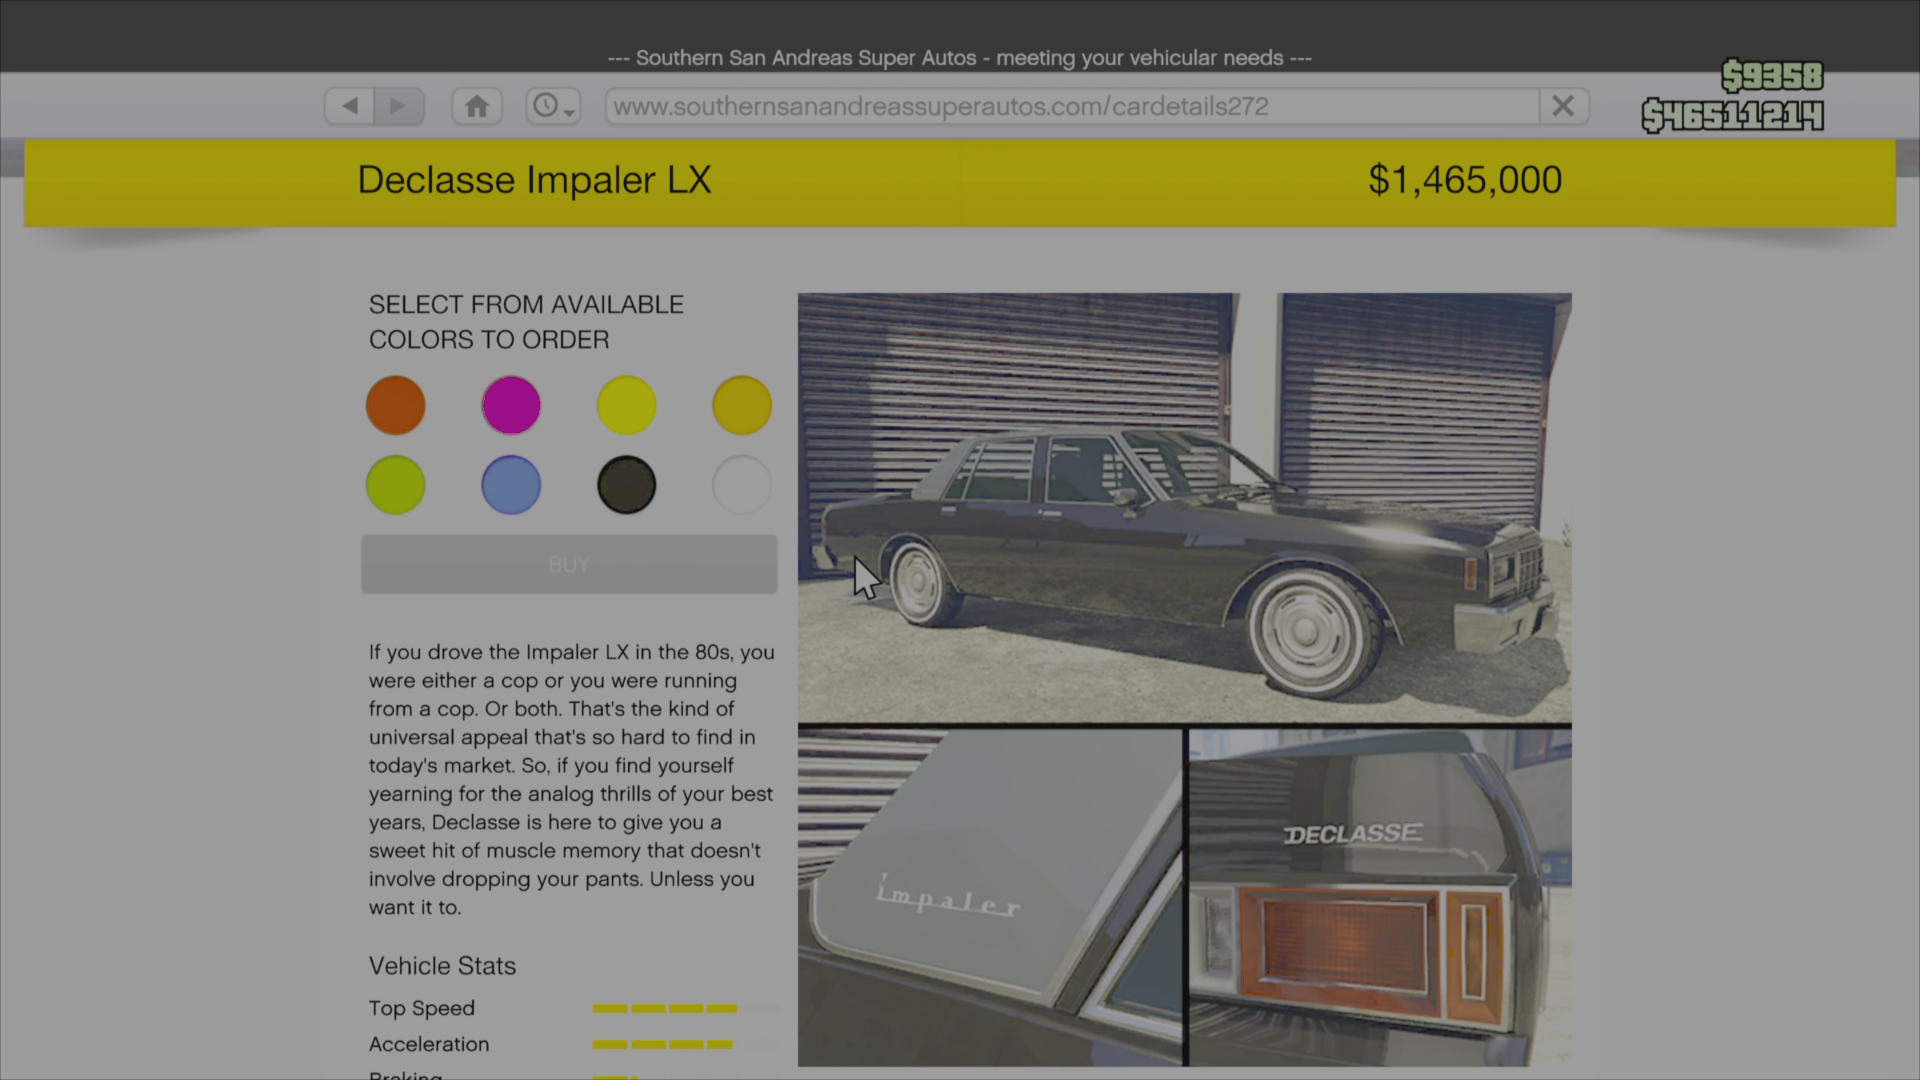 --- Southern San Andreas Super Autos - meeting your vehicular needs ---
$9358
www.southernsanandreassuperautos.com/cardetails272
$46511214
Declasse Impaler LX
$1,465,000
SELECT FROM AVAILABLE
COLORS TO ORDER
BUY
If you drove the Impaler LX in the 80s, you
were either a cop or you were running
from a cop. Or both. That's the kind of
universal appeal that's so hard to find in
today's market. So, if you find yourself
yearning for the analog thrills of your best
years, Declasse is here to give you a
sweet hit of muscle memory that doesn't
involve dropping your pants. Unless you
want it to.
Impaler
DECLASSE
Vehicle Stats
Top Speed
Acceleration
Braking